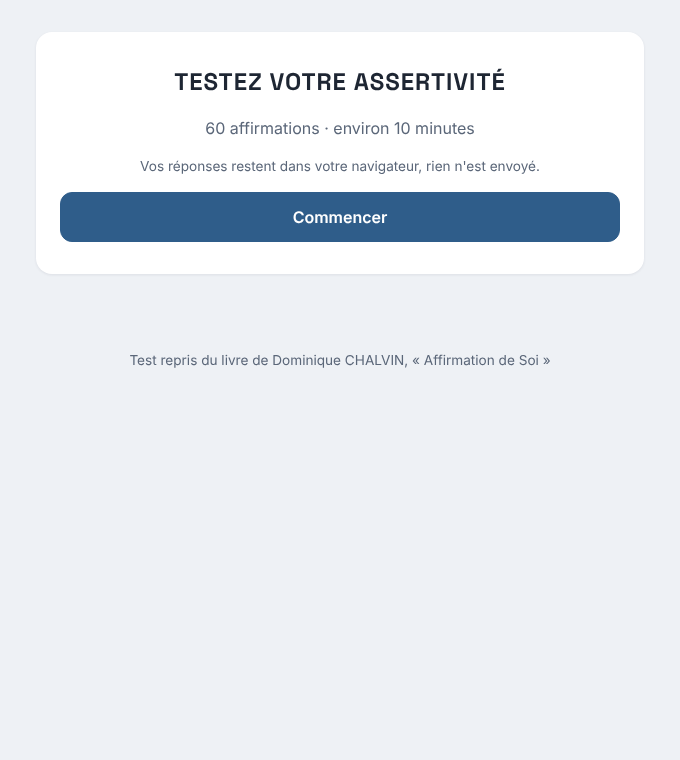 TESTEZ VOTRE ASSERTIVITÉ
60 affirmations · environ 10 minutes
Vos réponses restent dans votre navigateur, rien n'est envoyé.
Commencer
Test repris du livre de Dominique CHALVIN, « Affirmation de Soi »